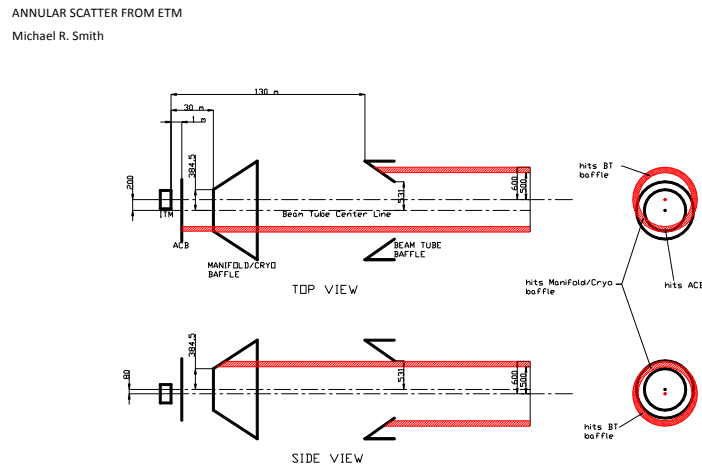 ANNULAR SCATTER FROM ETM
Michael R. Smith
130 m
30 m
1 m
384.5
200
ITM
ACB
MANIFOLD/CRYO
BAFFLE
Beam Tube Center Line
531
600
500
BEAM TUBE
BAFFLE
TOP VIEW
hits BT
baffle
hits Manifold/Cryo
baffle
hits ACB
384.5
80
531
600
500
hits BT
baffle
SIDE VIEW